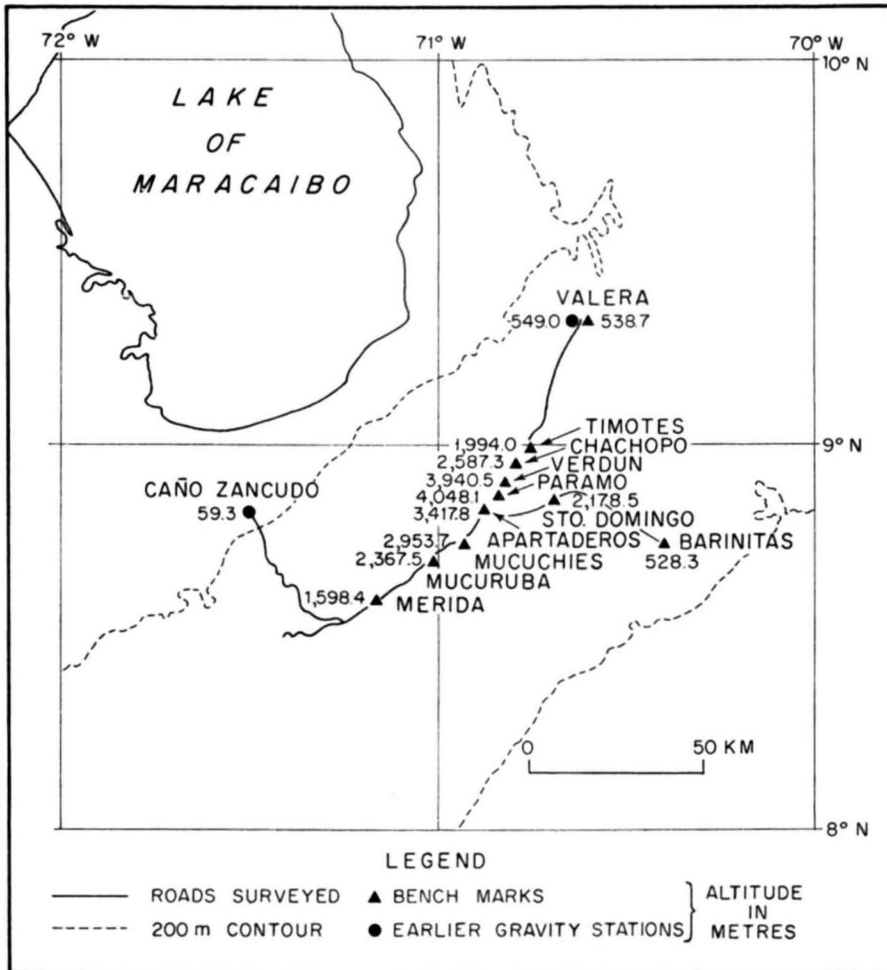 72° W
71° W
70° W
10° N
LAKE
OF
MARACAIBO
VALERA
549.0
538.7
TIMOTES
1,994.0
CHACHOPO
9° N
2,587.3
VERDUN
3,940.5
PARAMO
CAÑO ZANCUDO
4,048.1
2,178.5
59.3
3,417.8
STO. DOMINGO
2,953.7
APARTADEROS
BARINITAS
2,367.5
MUCUCHIES
528.3
MUCURUBA
1,598.4
MERIDA
0
50 KM
8° N
LEGEND
ROADS SURVEYED
BENCH MARKS
ALTITUDE
IN
METRES
200 m CONTOUR
EARLIER GRAVITY STATIONS